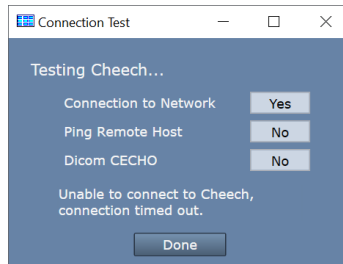 Connection Test
Testing Cheech...
Connection to Network Yes
Ping Remote Host No
Dicom CECHO No
Unable to connect to Cheech,
connection timed out.
Done